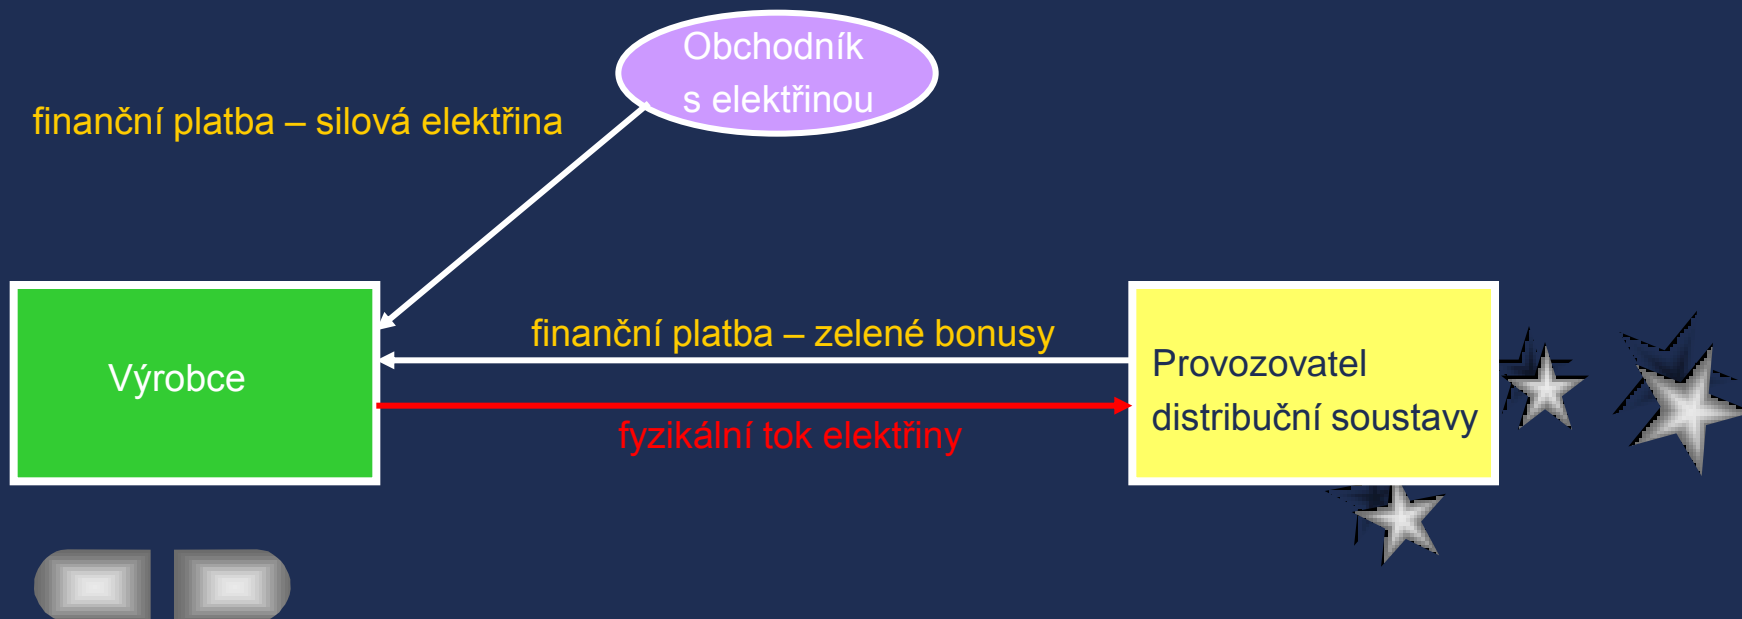 Obchodník
s elektřinou
finanční platba – silová elektřina
finanční platba – zelené bonusy
Výrobce
Provozovatel
distribuční soustavy
fyzikální tok elektřiny